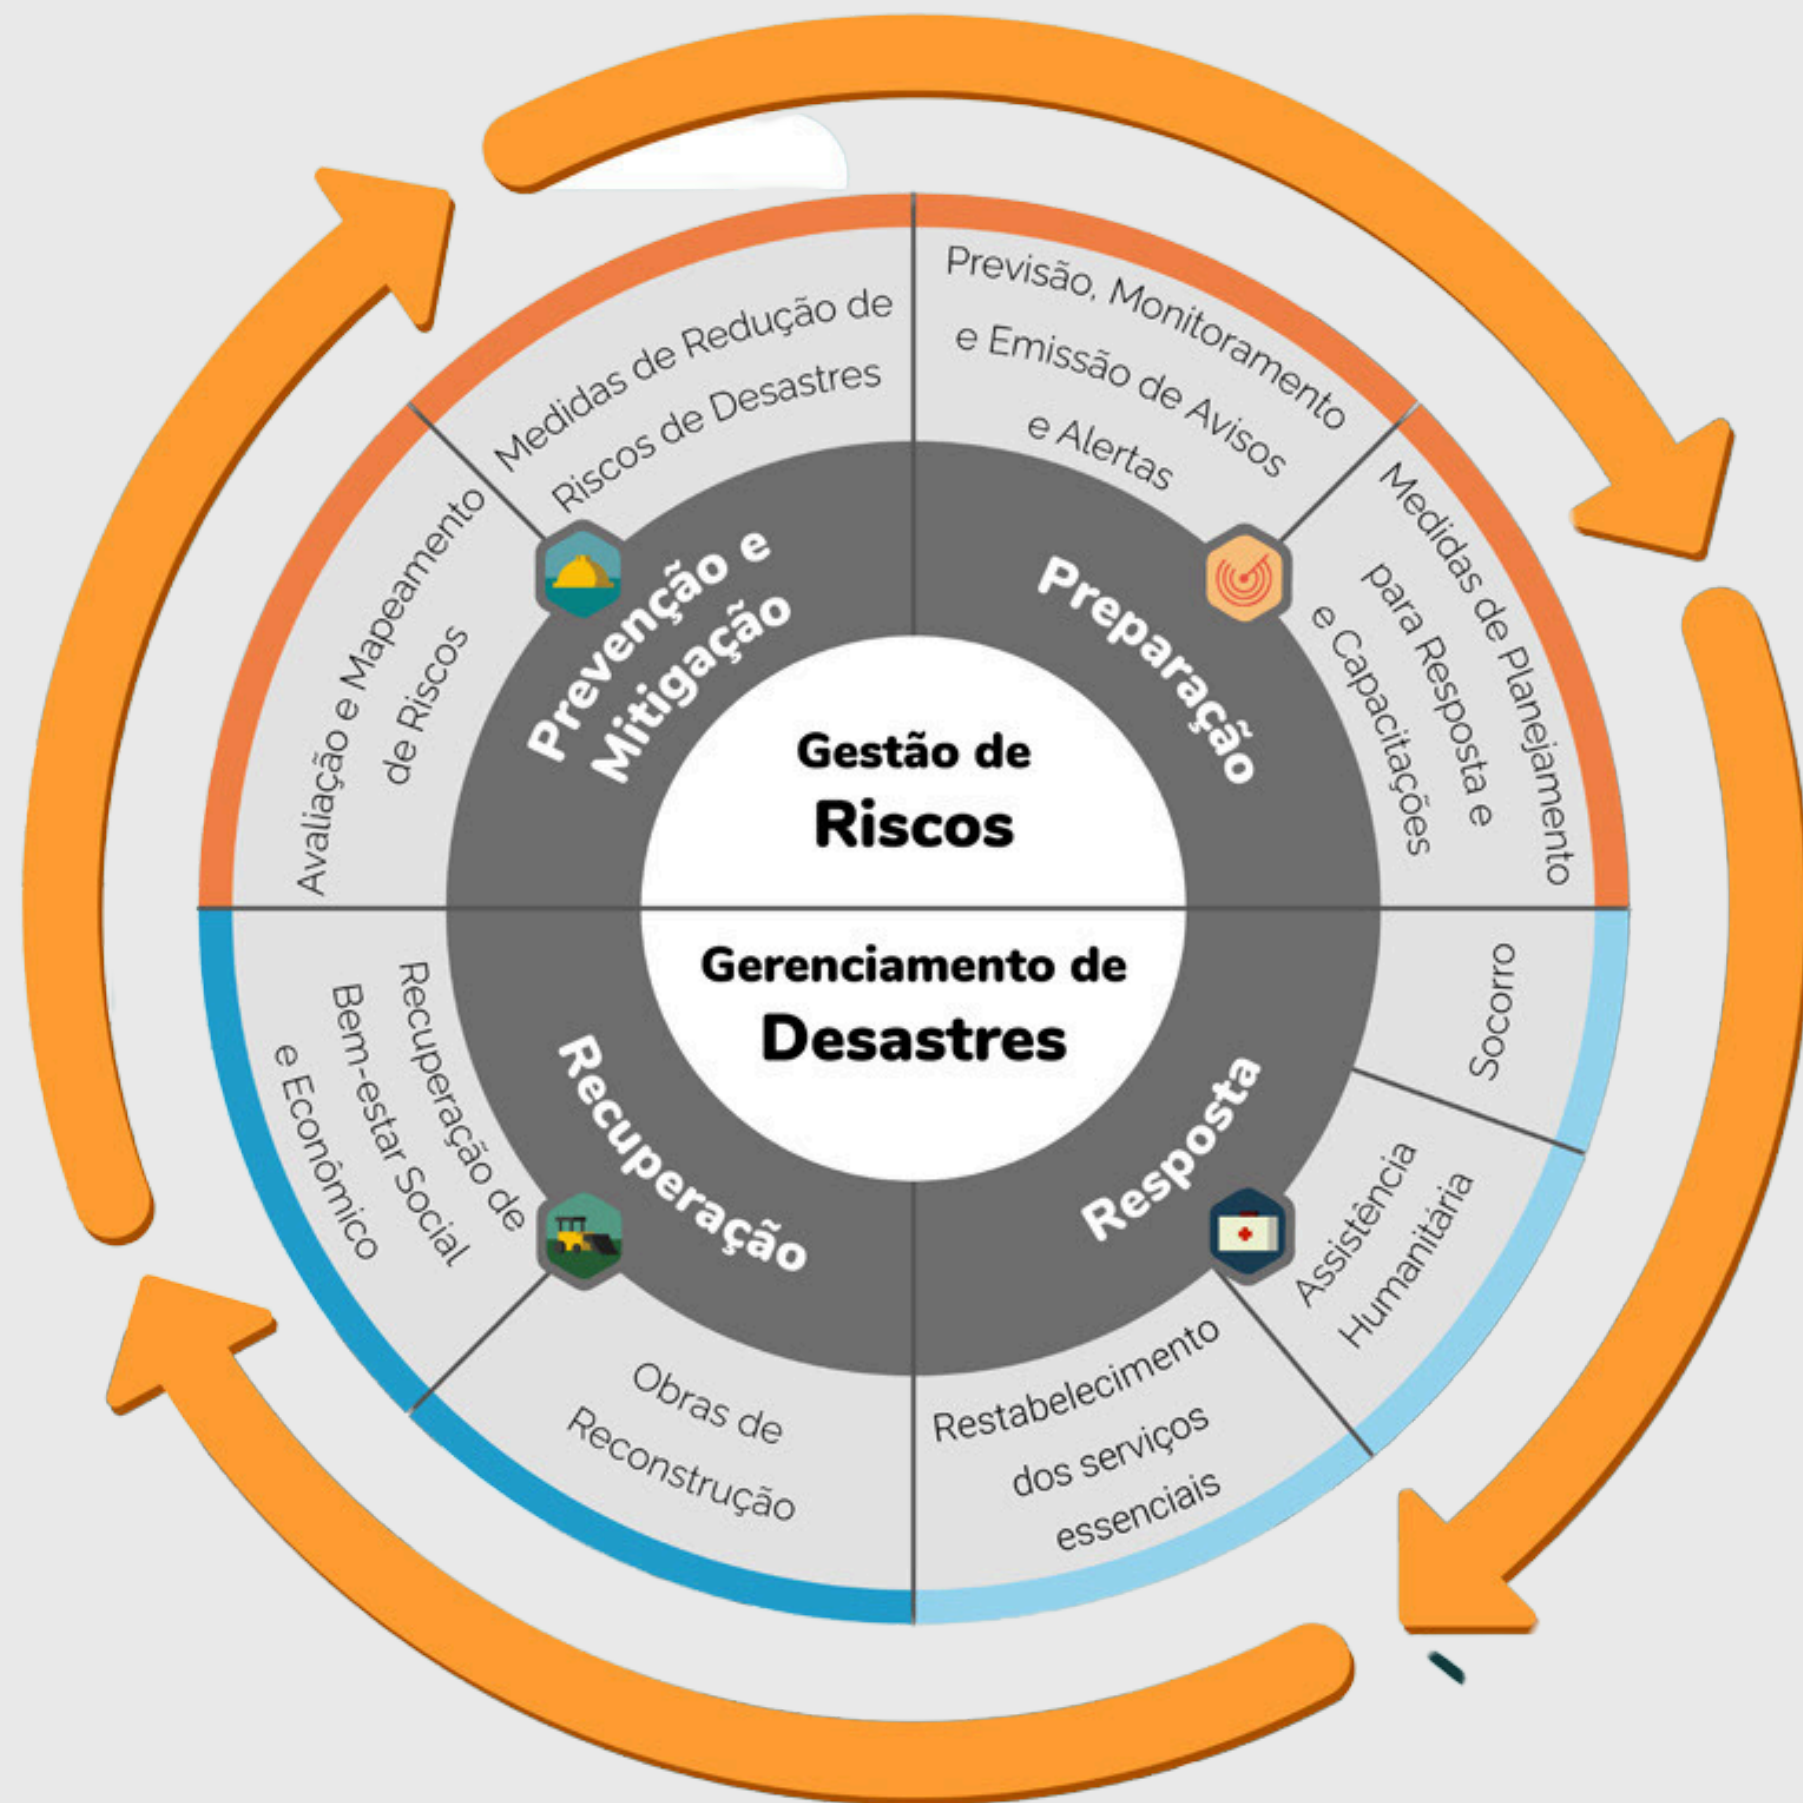 Gestão de
Riscos
Gerenciamento de
Desastres
Prevenção e
Mitigação
Avaliação e Mapeamento
de Riscos
Medidas de Redução de
Riscos de Desastres
Preparação
Previsão, Monitoramento
e Emissão de Avisos
e Alertas
Medidas de Planejamento
para Resposta e
e Capacitações
Resposta
Socorro
Assistência
Humanitária
Restabelecimento
dos serviços
essenciais
Recuperação
Obras de
Reconstrução
Recuperação de
Bem-estar Social
e Econômico